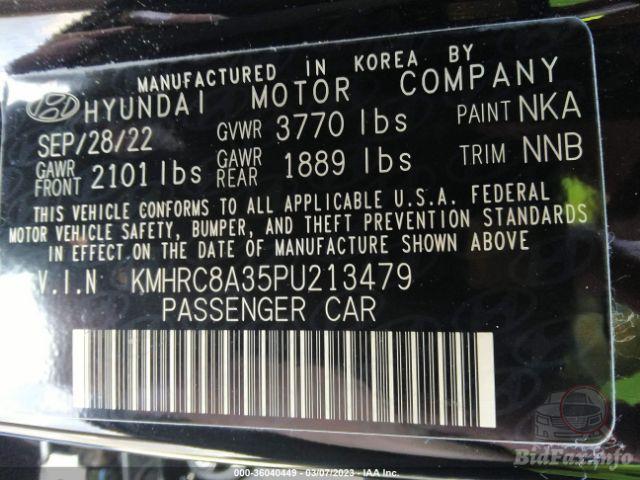 MANUFACTURED IN KOREA BY
HYUNDAI MOTOR COMPANY
SEP/28/22 GVWR 3770 lbs PAINT NKA
GAWR FRONT 2101 lbs GAWR REAR 1889 lbs TRIM NNB
THIS VEHICLE CONFORMS TO ALL APPLICABLE U.S.A. FEDERAL
MOTOR VEHICLE SAFETY, BUMPER, AND THEFT PREVENTION STANDARDS
IN EFFECT ON THE DATE OF MANUFACTURE SHOWN ABOVE
V.I.N KMHRC8A35PU213479
PASSENGER CAR
BidFax.info
000-36040449 - 03/07/2023 - IAA Inc.